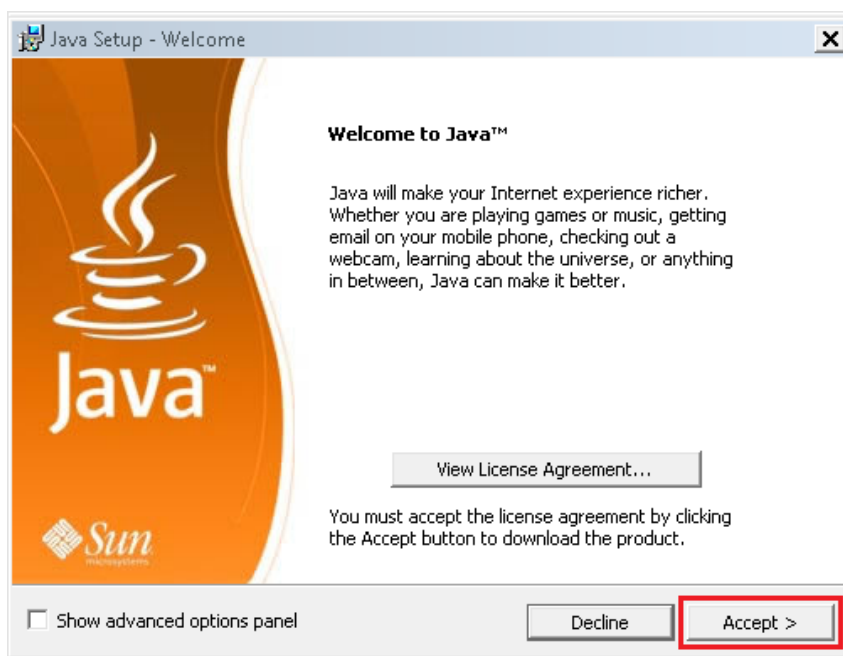 Java Setup - Welcome
Welcome to Java™
Java will make your Internet experience richer.
Whether you are playing games or music, getting
email on your mobile phone, checking out a
webcam, learning about the universe, or anything
in between, Java can make it better.
Java™
View License Agreement...
You must accept the license agreement by clicking
the Accept button to download the product.
Sun
microsystems
Show advanced options panel
Decline
Accept >